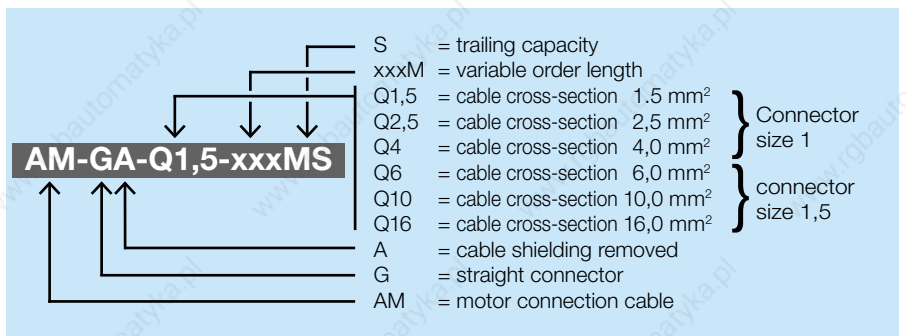 S = trailing capacity
xxxM = variable order length
Q1,5 = cable cross-section 1.5 mm²
Q2,5 = cable cross-section 2,5 mm²
Q4 = cable cross-section 4,0 mm²
} Connector
size 1
AM-GA-Q1,5-xxxMS
Q6 = cable cross-section 6,0 mm²
Q10 = cable cross-section 10,0 mm²
Q16 = cable cross-section 16,0 mm²
} connector
size 1,5
A = cable shielding removed
G = straight connector
AM = motor connection cable
www.rgbautomatyka.pl